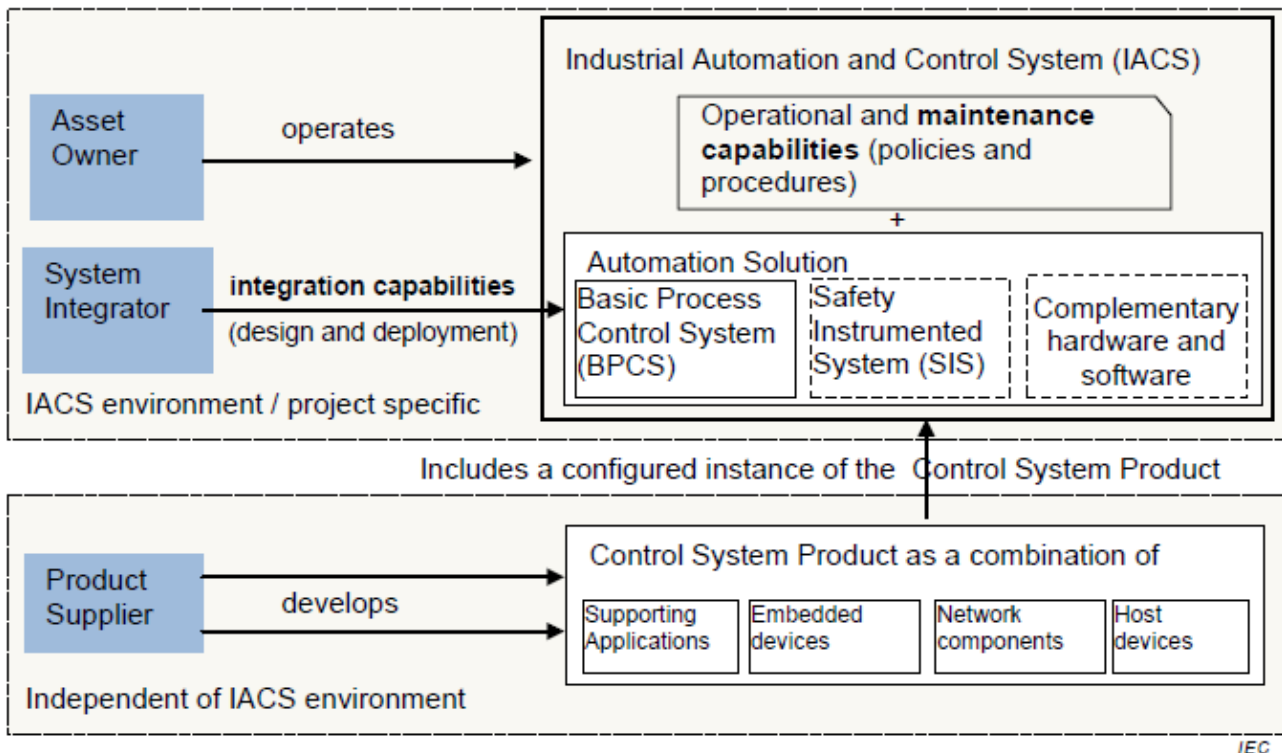 Industrial Automation and Control System (IACS)
Asset
Owner
operates
Operational and maintenance
capabilities (policies and
procedures)
+
System
Integrator
integration capabilities
(design and deployment)
Automation Solution
Basic Process
Control System
(BPCS)
Safety
Instrumented
System (SIS)
Complementary
hardware and
software
IACS environment / project specific
Includes a configured instance of the Control System Product
Product
Supplier
develops
Control System Product as a combination of
Supporting
Applications
Embedded
devices
Network
components
Host
devices
Independent of IACS environment
IEC